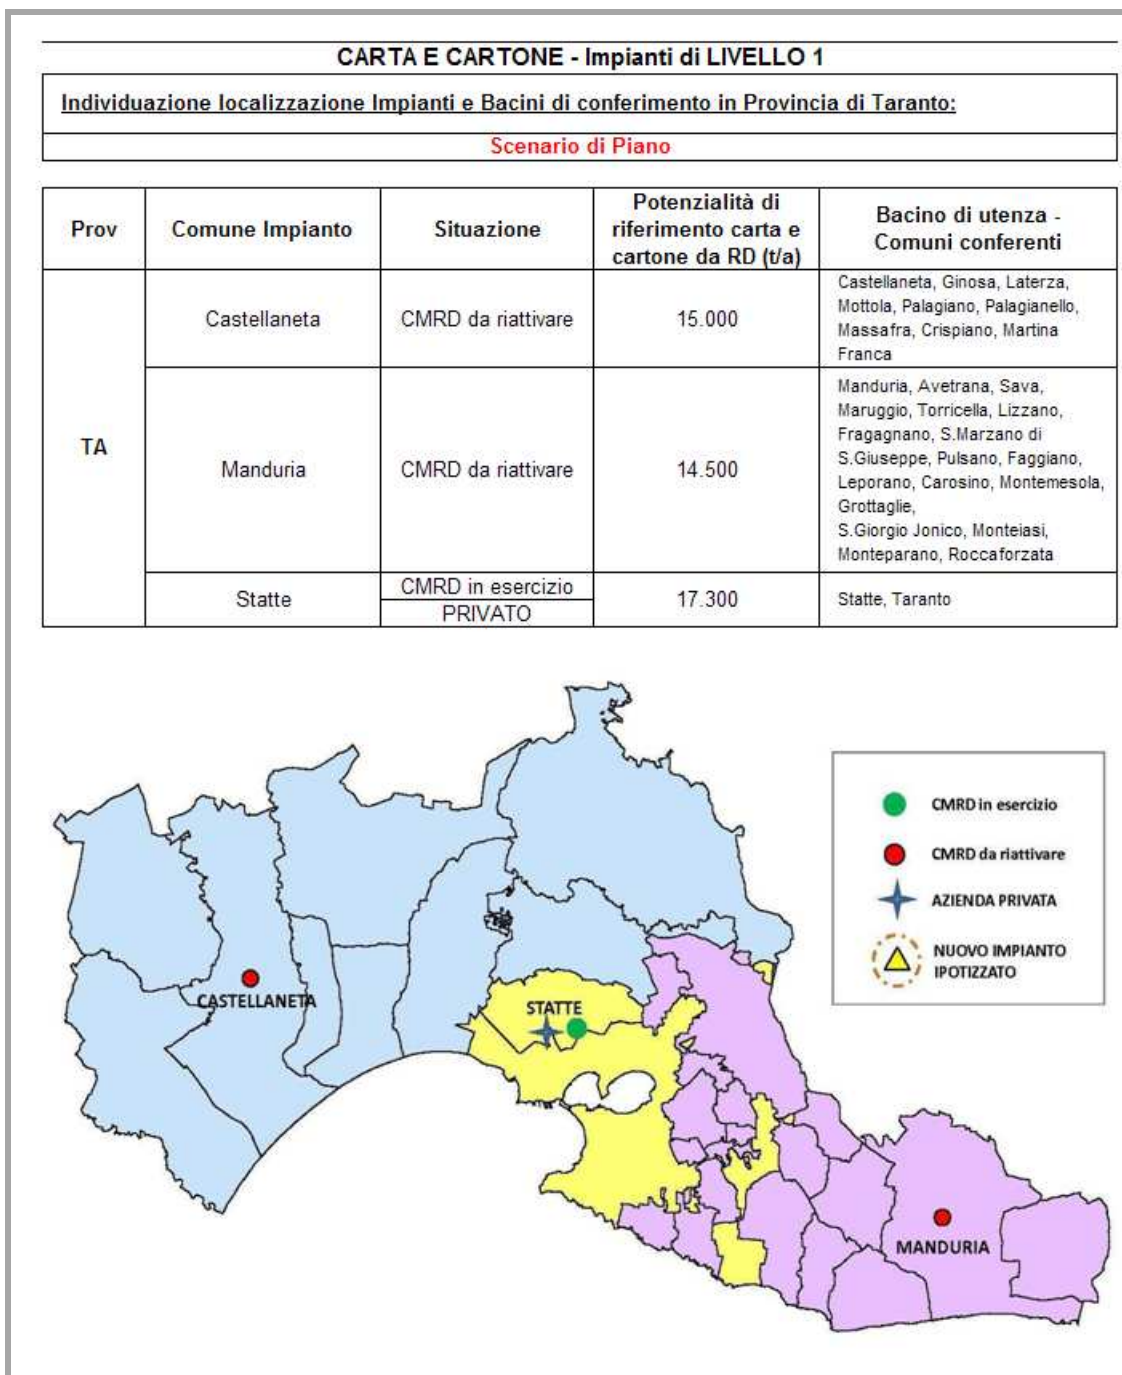 CARTA E CARTONE - Impianti di LIVELLO 1
Individuazione localizzazione Impianti e Bacini di conferimento in Provincia di Taranto:
Scenario di Piano
Prov
Comune Impianto
Situazione
Potenzialità di
riferimento carta e
cartone da RD (t/a)
Bacino di utenza -
Comuni conferenti
TA
Castellaneta
CMRD da riattivare
15.000
Castellaneta, Ginosa, Laterza,
Mottola, Palagiano, Palagianello,
Massafra, Crispiano, Martina
Franca
Manduria
CMRD da riattivare
14.500
Manduria, Avetrana, Sava,
Maruggio, Torricella, Lizzano,
Fragagnano, S.Marzano di
S.Giuseppe, Pulsano, Faggiano,
Leporano, Carosino, Montemesola,
Grottaglie,
S.Giorgio Jonico, Monteiasi,
Monteparano, Roccaforzata
Statte
CMRD in esercizio
PRIVATO
17.300
Statte, Taranto
CMRD in esercizio
CMRD da riattivare
AZIENDA PRIVATA
NUOVO IMPIANTO
IPOTIZZATO
CASTELLANETA
STATTE
MANDURIA